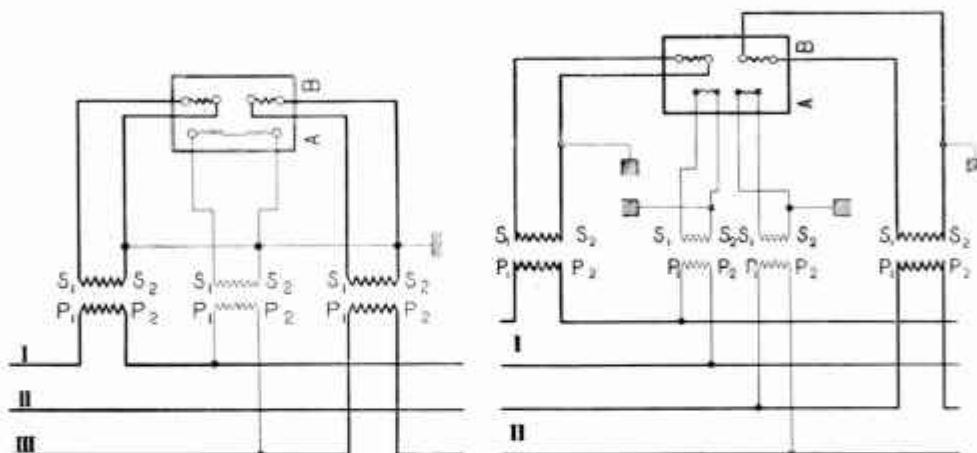 B
A
S₁ S₂ S₁ S₂ S₁ S₂
P₁ P₂ P₁ P₂ P₁ P₂
I
II
III
B
A
S₁ S₂ S₁ S₂ S₁ S₂ S₁ S₂
P₁ P₂ P₁ P₂ P₁ P₂ P₁ P₂
I
II